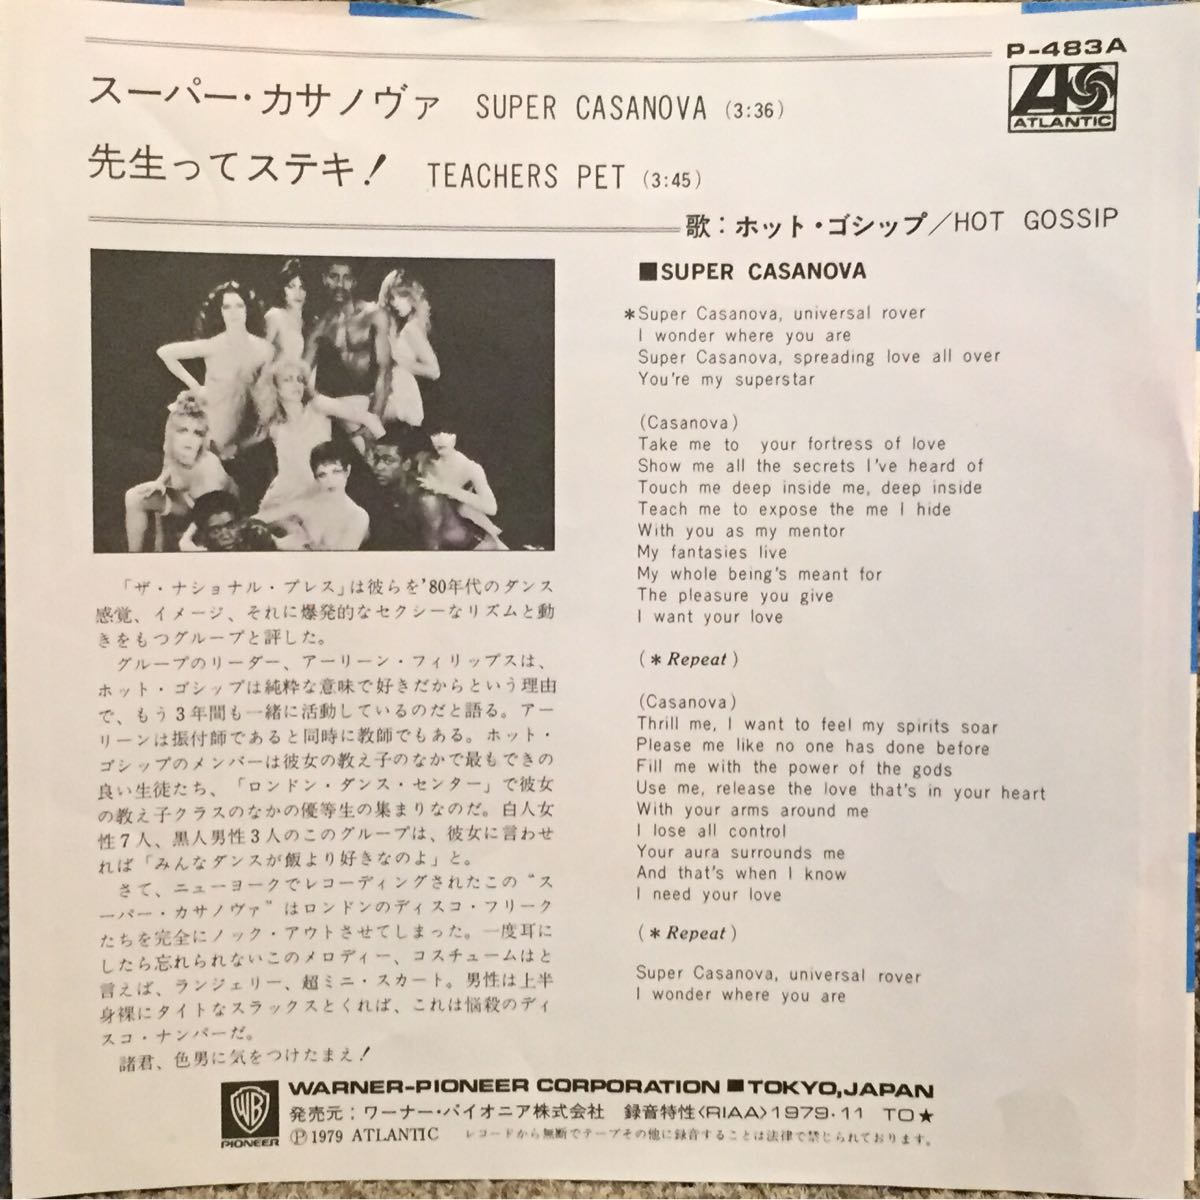 P-483A
スーパー・カサノヴァ SUPER CASANOVA (3:36)
ATLANTIC
先生ってステキ! TEACHERS PET (3:45)
歌:ホット・ゴシップ/HOT GOSSIP
「ザ・ナショナル・プレス」は彼らを'80年代のダンス
感覚、イメージ、それに爆発的なセクシーなリズムと動
きをもつグループと評した。
グループのリーダー、アーリーン・フィリップスは、
ホット・ゴシップは純粋な意味で好きだからという理由
で、もう3年間も一緒に活動しているのだと語る。アー
リーンは振付師であると同時に教師でもある。ホット・
ゴシップのメンバーは彼女の教え子のなかで最もできの
良い生徒たち、「ロンドン・ダンス・センター」で彼女
の教え子クラスのなかの優等生の集まりなのだ。白人女
性7人、黒人男性3人のこのグループは、彼女に言わせ
れば「みんなダンスが飯より好きなのよ」と。
さて、ニューヨークでレコーディングされたこの“ス
ーパー・カサノヴァ”はロンドンのディスコ・フリーク
たちを完全にノック・アウトさせてしまった。一度耳に
したら忘れられないこのメロディー、コスチュームはと
言えば、ランジェリー、超ミニ・スカート。男性は上半
身裸にタイトなスラックスとくれば、これは悩殺のディ
スコ・ナンバーだ。
諸君、色男に気をつけたまえ!
■SUPER CASANOVA
*Super Casanova, universal rover
I wonder where you are
Super Casanova, spreading love all over
You're my superstar
(Casanova)
Take me to your fortress of love
Show me all the secrets I've heard of
Touch me deep inside me, deep inside
Teach me to expose the me I hide
With you as my mentor
My fantasies live
My whole being's meant for
The pleasure you give
I want your love
(* Repeat)
(Casanova)
Thrill me, I want to feel my spirits soar
Please me like no one has done before
Fill me with the power of the gods
Use me, release the love that's in your heart
With your arms around me
I lose all control
Your aura surrounds me
And that's when I know
I need your love
(* Repeat)
Super Casanova, universal rover
I wonder where you are
WB
PIONEER
WARNER-PIONEER CORPORATION ■ TOKYO, JAPAN
発売元:ワーナー・パイオニア株式会社 録音特性<RIAA>1979・11 TO★
Ⓟ1979 ATLANTIC レコードから無断でテープその他に録音することは法律で禁じられております。